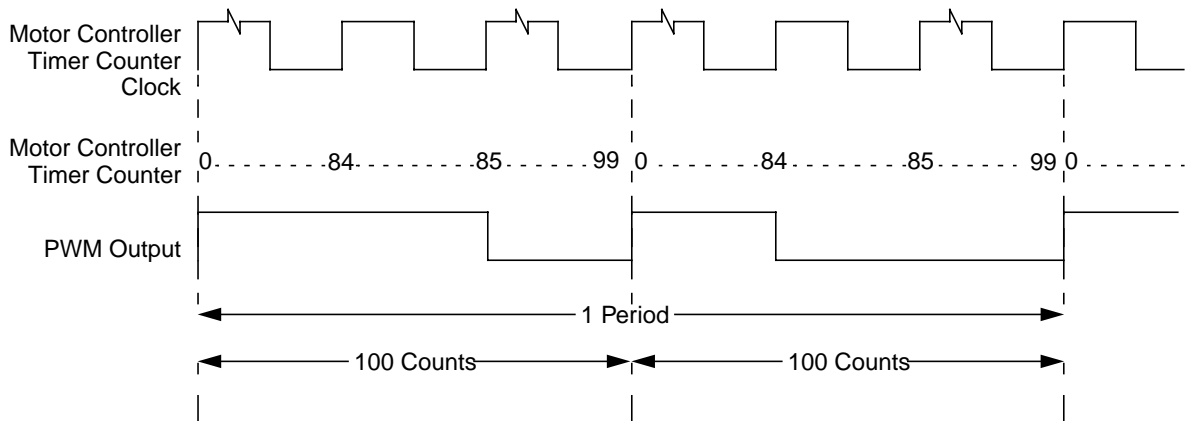 Motor Controller
Timer Counter
Clock
Motor Controller
Timer Counter
0 84 85 99 0 84 85 99 0
PWM Output
1 Period
100 Counts 100 Counts